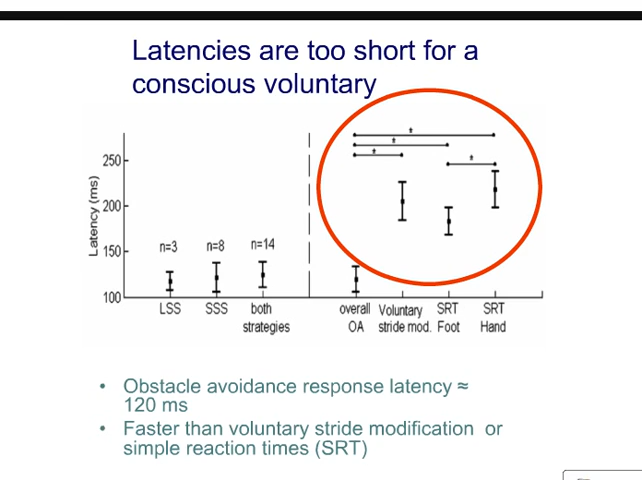 Latencies are too short for a
conscious voluntary
Latency (ms)
250
200
150
100
n=3
n=8
n=14
*
*
*
*
LSS
SSS
both
strategies
overall
OA
Voluntary
stride mod.
SRT
Foot
SRT
Hand
• Obstacle avoidance response latency ≈
120 ms
• Faster than voluntary stride modification or
simple reaction times (SRT)